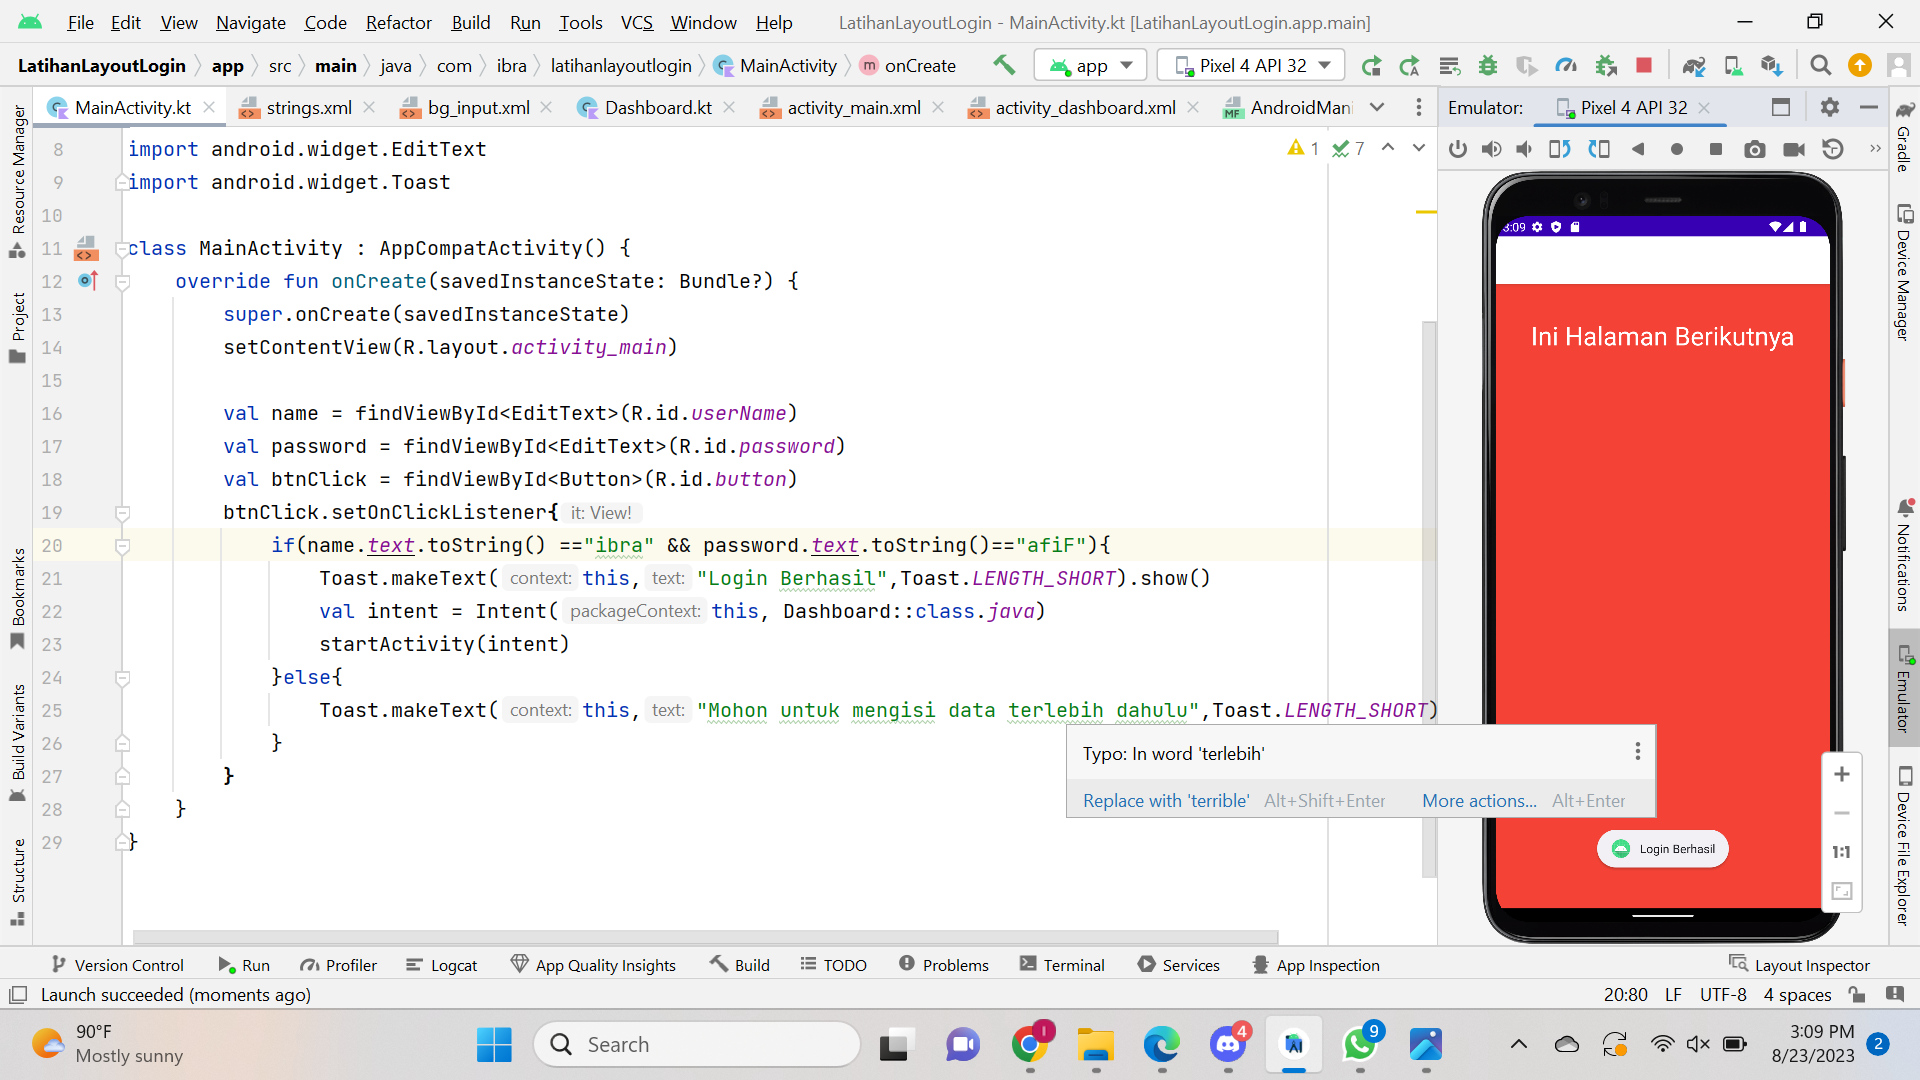 File Edit View Navigate Code Refactor Build Run Tools VCS Window Help LatihanLayoutLogin - MainActivity.kt [LatihanLayoutLogin.app.main]
LatihanLayoutLogin app src main java com ibra latihanlayoutlogin MainActivity m onCreate app Pixel 4 API 32
MainActivity.kt strings.xml bg_input.xml Dashboard.kt activity_main.xml activity_dashboard.xml AndroidMani Emulator: Pixel 4 API 32
Resource Manager
Project
Bookmarks
Build Variants
Structure
1 7
8 import android.widget.EditText
9 import android.widget.Toast
10
11 class MainActivity : AppCompatActivity() {
12 override fun onCreate(savedInstanceState: Bundle?) {
13 super.onCreate(savedInstanceState)
14 setContentView(R.layout.activity_main)
15
16 val name = findViewById<EditText>(R.id.userName)
17 val password = findViewById<EditText>(R.id.password)
18 val btnClick = findViewById<Button>(R.id.button)
19 btnClick.setOnClickListener{ it: View!
20 if(name.text.toString() =="ibra" && password.text.toString()=="afiF"){
21 Toast.makeText( context: this, text: "Login Berhasil",Toast.LENGTH_SHORT).show()
22 val intent = Intent( packageContext: this, Dashboard::class.java)
23 startActivity(intent)
24 }else{
25 Toast.makeText( context: this, text: "Mohon untuk mengisi data terlebih dahulu",Toast.LENGTH_SHORT)
26 }
27 }
28 }
29 }
Typo: In word 'terlebih'
Replace with 'terrible' Alt+Shift+Enter More actions... Alt+Enter
3:09
Ini Halaman Berikutnya
Login Berhasil
1:1
Gradle
Device Manager
Notifications
Emulator
Device File Explorer
Version Control Run Profiler Logcat App Quality Insights Build TODO Problems Terminal Services App Inspection Layout Inspector
Launch succeeded (moments ago) 20:80 LF UTF-8 4 spaces
90°F
Mostly sunny
Search
I
4
9
3:09 PM
8/23/2023
2